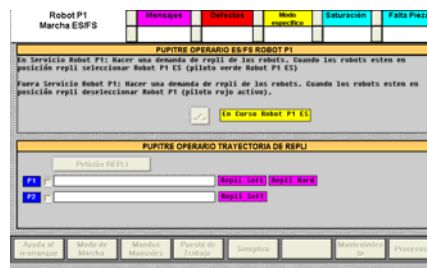 Robot P1
Marcha ES/FS
Mensajes
Defectos
Modo
especifico
Saturación
Falta Pieza
PUPITRE OPERARIO ES/FS ROBOT P1
En Servicio Robot P1: Hacer una demanda de repli de los robots. Cuando los robots esten en
posición repli seleccionar Robot P1 ES (piloto verde Robot P1 ES)
Fuera Servicio Robot P1: Hacer una demanda de repli de los robots. Cuando los robots esten en
posición repli deseleccionar Robot P1 (piloto rojo activo).
En Curso Robot P1 ES
PUPITRE OPERARIO TRAYECTORIA DE REPLI
Petición REPLI
P1
Repli Soft
Repli Hard
P2
Repli Soft
Ayuda al
rearranque
Modo de
Marcha
Mandos
Manuales
Puesto de
Trabajo
Sinoptico
Mantenimien
to
Procesos